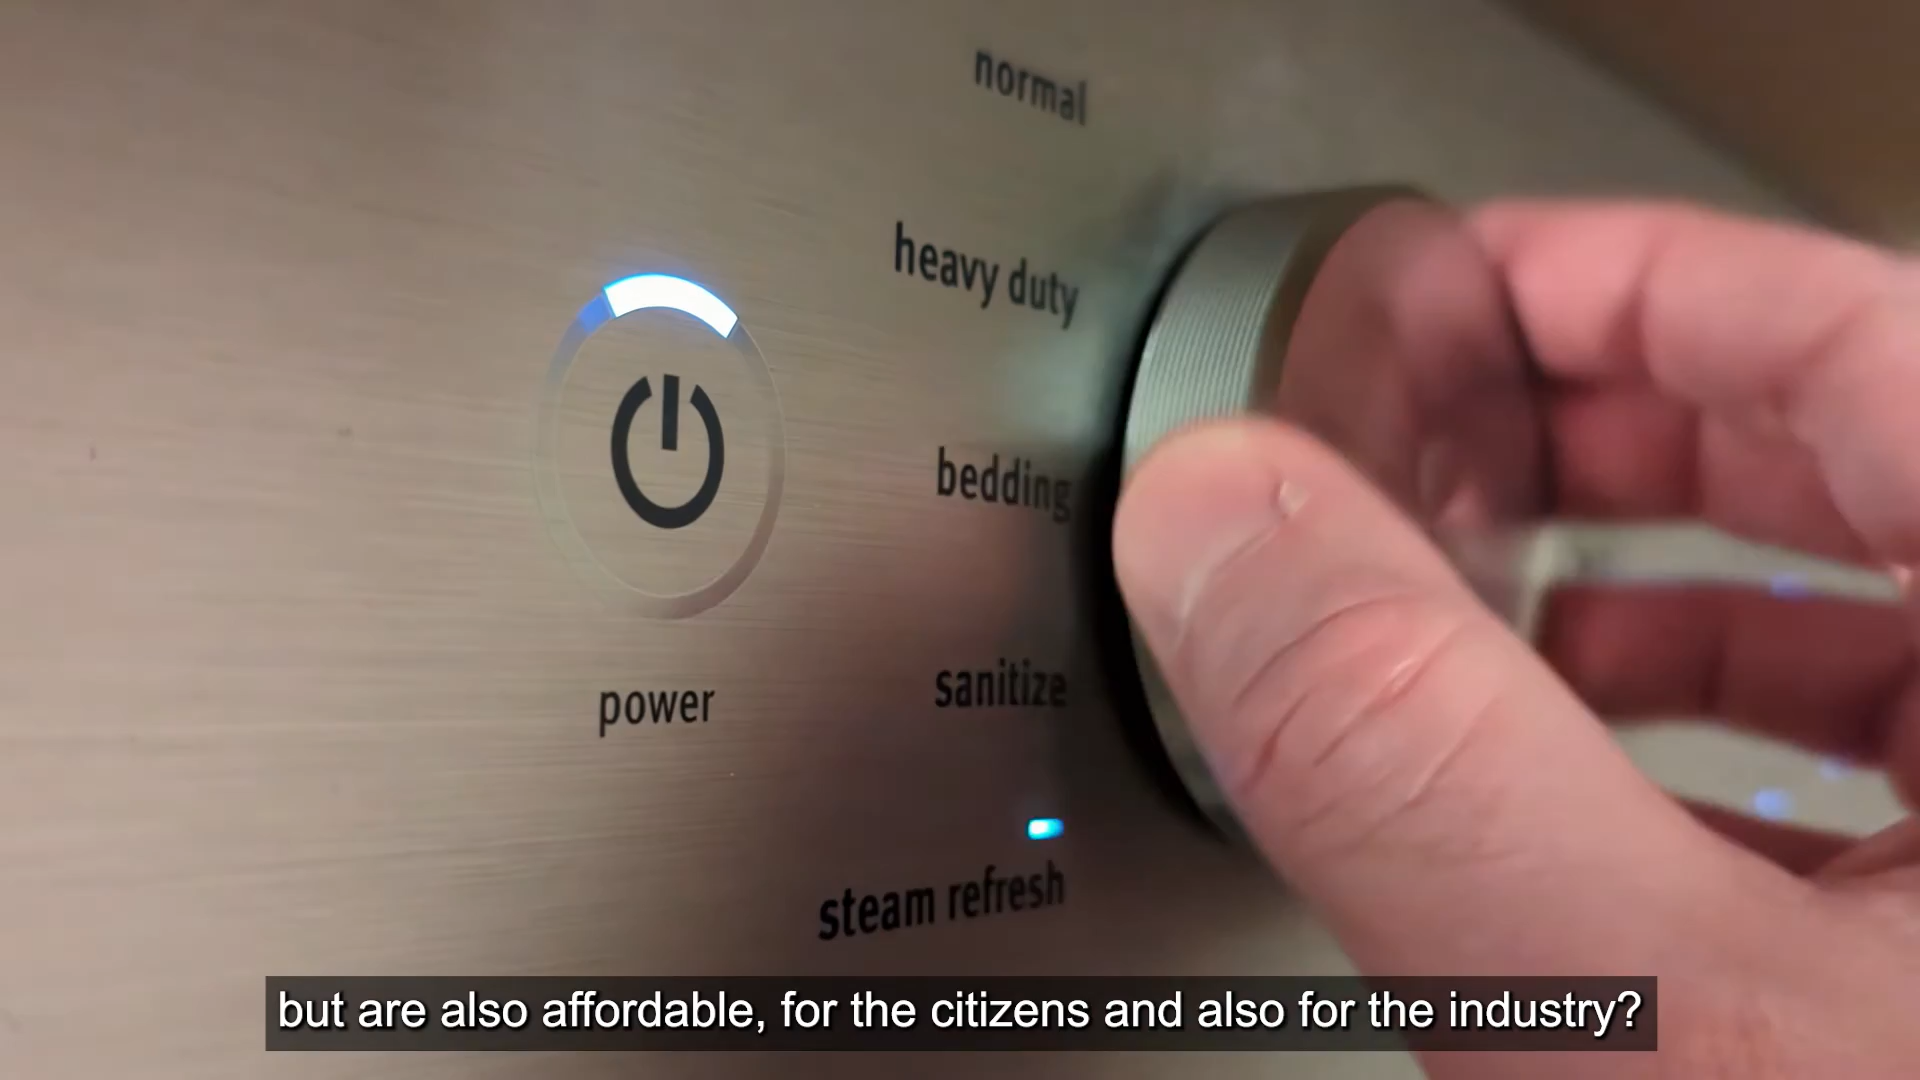 normal
heavy duty
bedding
sanitize
power
steam refresh
but are also affordable, for the citizens and also for the industry?